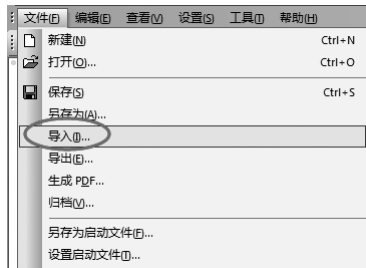 文件(F) 编辑(E) 查看(V) 设置(S) 工具(T) 帮助(H)
新建(N) Ctrl+N
打开(O)... Ctrl+O
保存(S) Ctrl+S
另存为(A)...
导入(I)...
导出(E)...
生成 PDF...
归档(V)...
另存为启动文件(F)...
设置启动文件(T)...